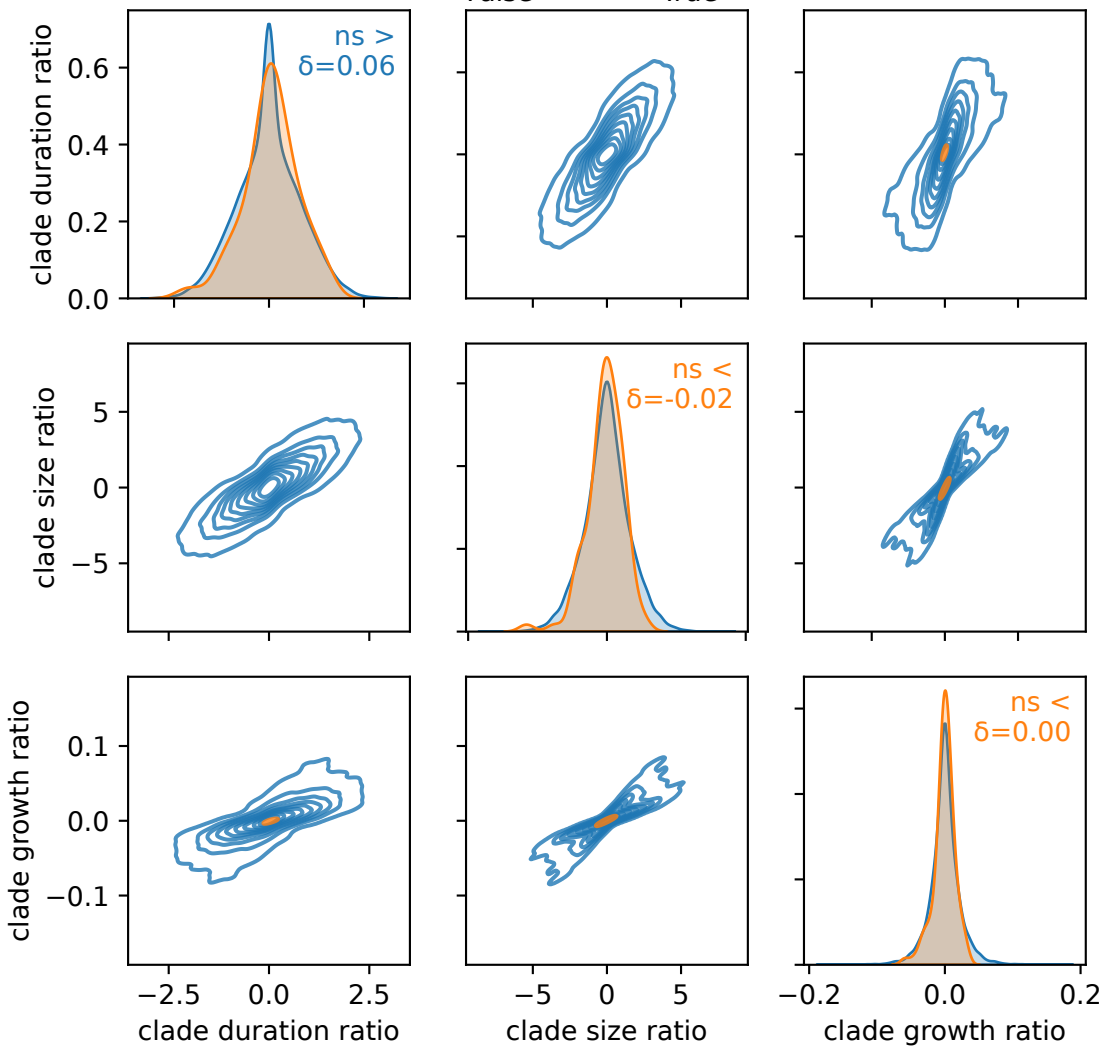 True
clade duration ratio
0.6
0.4
0.2
0.0
ns >
δ=0.06
clade size ratio
5
0
−5
ns <
δ=-0.02
clade growth ratio
0.1
0.0
−0.1
ns <
δ=0.00
−2.5 0.0 2.5
−5 0 5
−0.2 0.0 0.2
clade duration ratio
clade size ratio
clade growth ratio